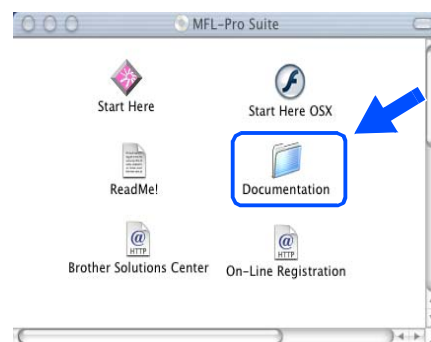 MFL-Pro Suite
Start Here
Start Here OSX
ReadMe!
Documentation
@
HTTP
Brother Solutions Center
@
HTTP
On-Line Registration